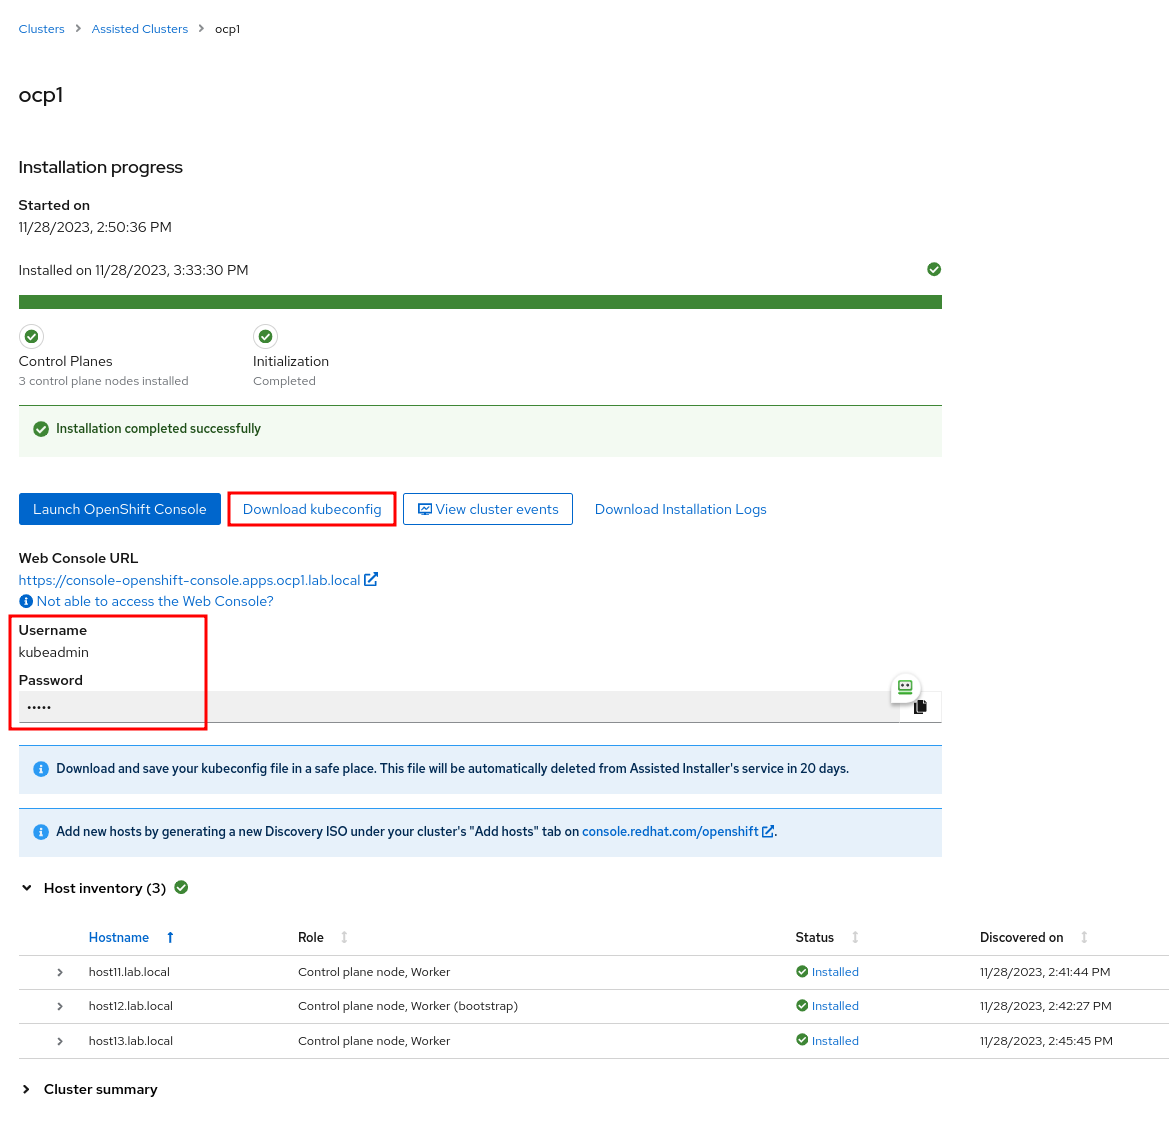 Clusters > Assisted Clusters > ocp1
ocp1
Installation progress
Started on
11/28/2023, 2:50:36 PM
Installed on 11/28/2023, 3:33:30 PM
Control Planes
3 control plane nodes installed
Initialization
Completed
Installation completed successfully
Launch OpenShift Console Download kubeconfig View cluster events Download Installation Logs
Web Console URL
https://console-openshift-console.apps.ocp1.lab.local
Not able to access the Web Console?
Username
kubeadmin
Password
•••••
Download and save your kubeconfig file in a safe place. This file will be automatically deleted from Assisted Installer's service in 20 days.
Add new hosts by generating a new Discovery ISO under your cluster's "Add hosts" tab on console.redhat.com/openshift.
Host inventory (3)
Hostname Role Status Discovered on
host11.lab.local Control plane node, Worker Installed 11/28/2023, 2:41:44 PM
host12.lab.local Control plane node, Worker (bootstrap) Installed 11/28/2023, 2:42:27 PM
host13.lab.local Control plane node, Worker Installed 11/28/2023, 2:45:45 PM
Cluster summary